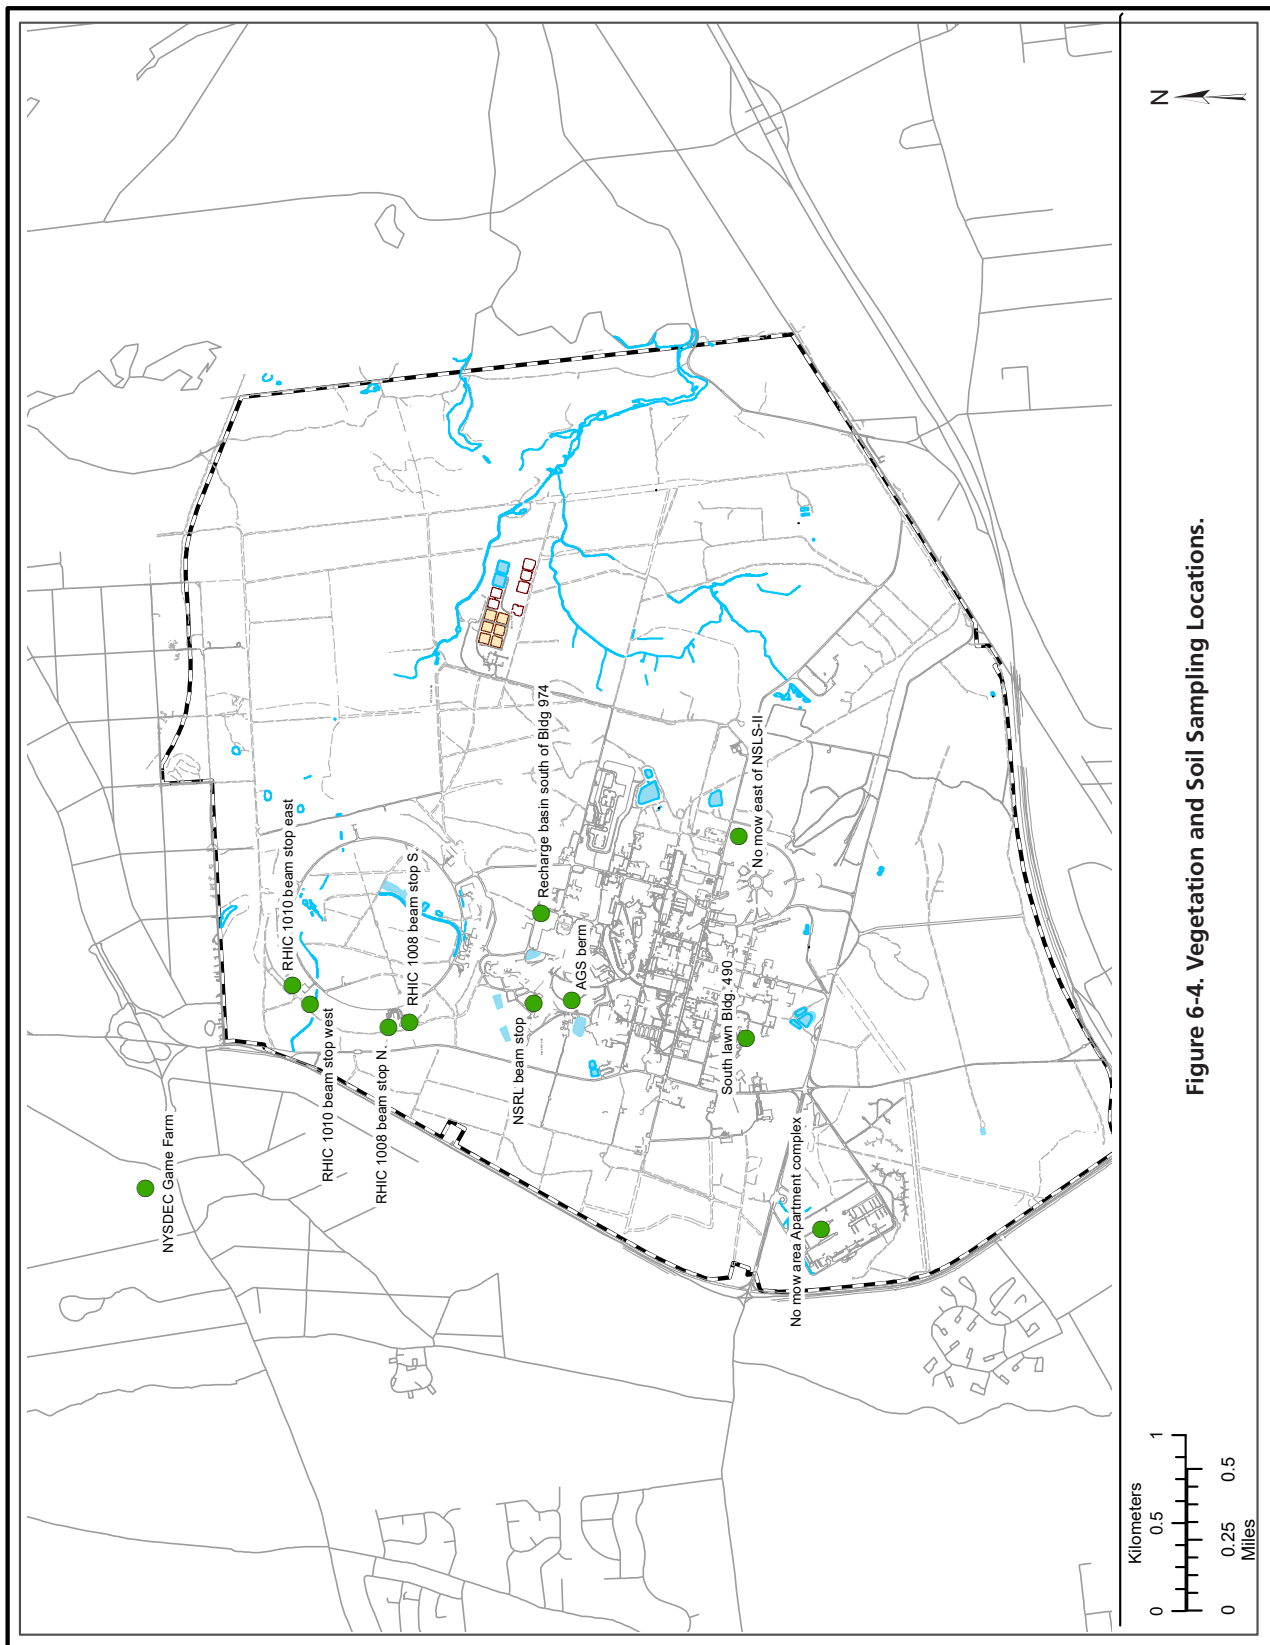 NYSDEC Game Farm
RHIC 1010 beam stop east
RHIC 1010 beam stop west
RHIC 1008 beam stop N
RHIC 1008 beam stop S
Recharge basin south of Bldg 974
NSRL beam stop
AGS berm
No mow east of NSLS-II
South lawn Bldg. 490
No mow area Apartment complex
N
Kilometers
0 0.5 1
0 0.25 0.5
Miles
Figure 6-4. Vegetation and Soil Sampling Locations.